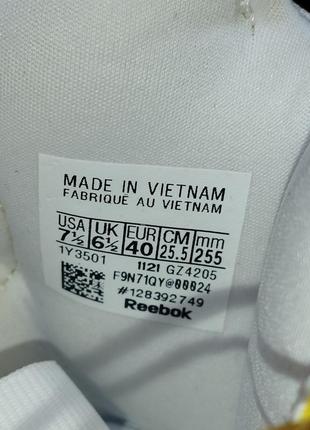 MADE IN VIETNAM
FABRIQUÉ AU VIETNAM
USA UK EUR CM mm
7½ 6½ 40 25.5 255
1Y3501 1121 GZ4205
F9N71QY@00024
#128392749
Reebok